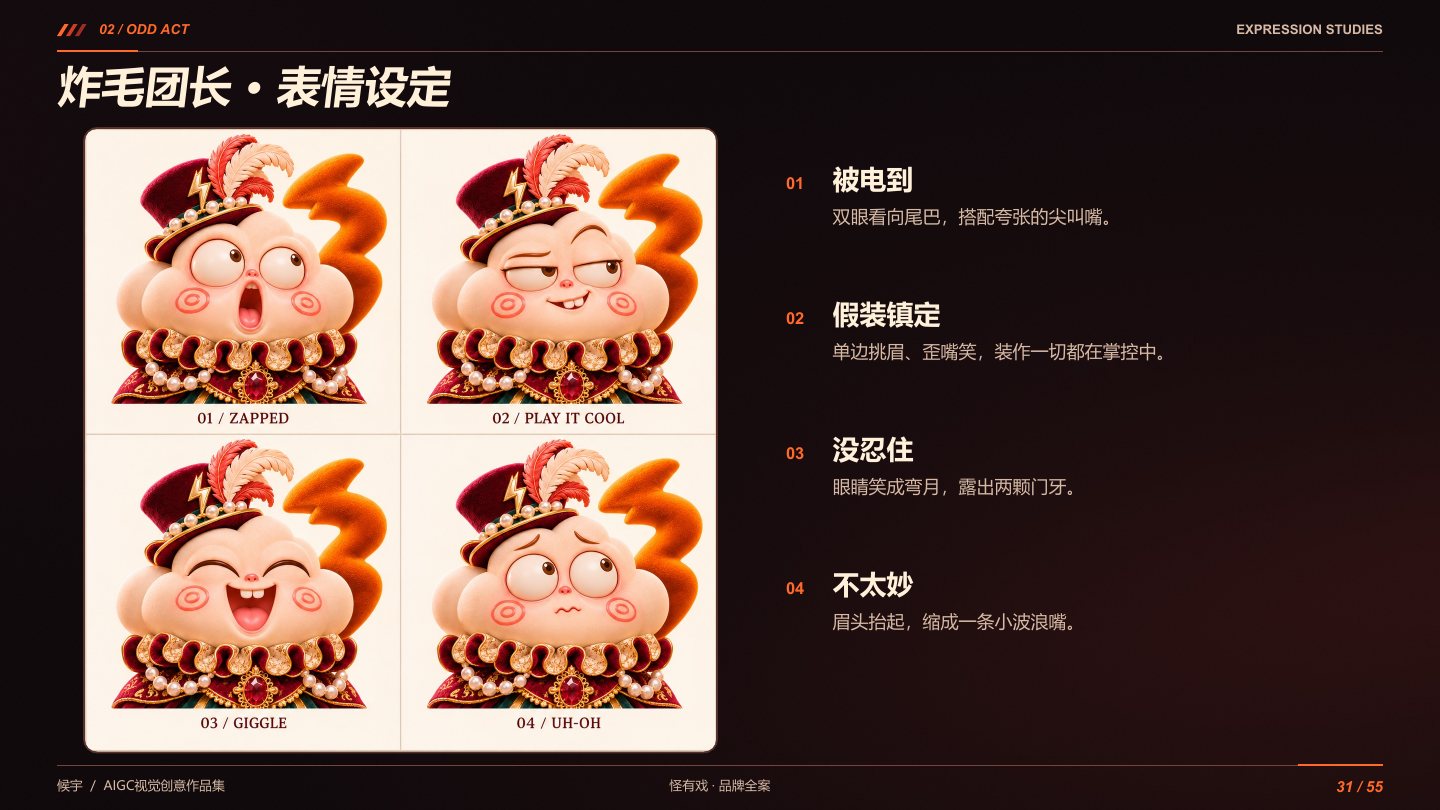 02 / ODD ACT
EXPRESSION STUDIES
炸毛团长 · 表情设定
01 / ZAPPED
02 / PLAY IT COOL
03 / GIGGLE
04 / UH-OH
01 被电到
双眼看向尾巴，搭配夸张的尖叫嘴。
02 假装镇定
单边挑眉、歪嘴笑，装作一切都在掌控中。
03 没忍住
眼睛笑成弯月，露出两颗门牙。
04 不太妙
眉头抬起，缩成一条小波浪嘴。
候宇 / AIGC视觉创意作品集
怪有戏 · 品牌全案
31 / 55